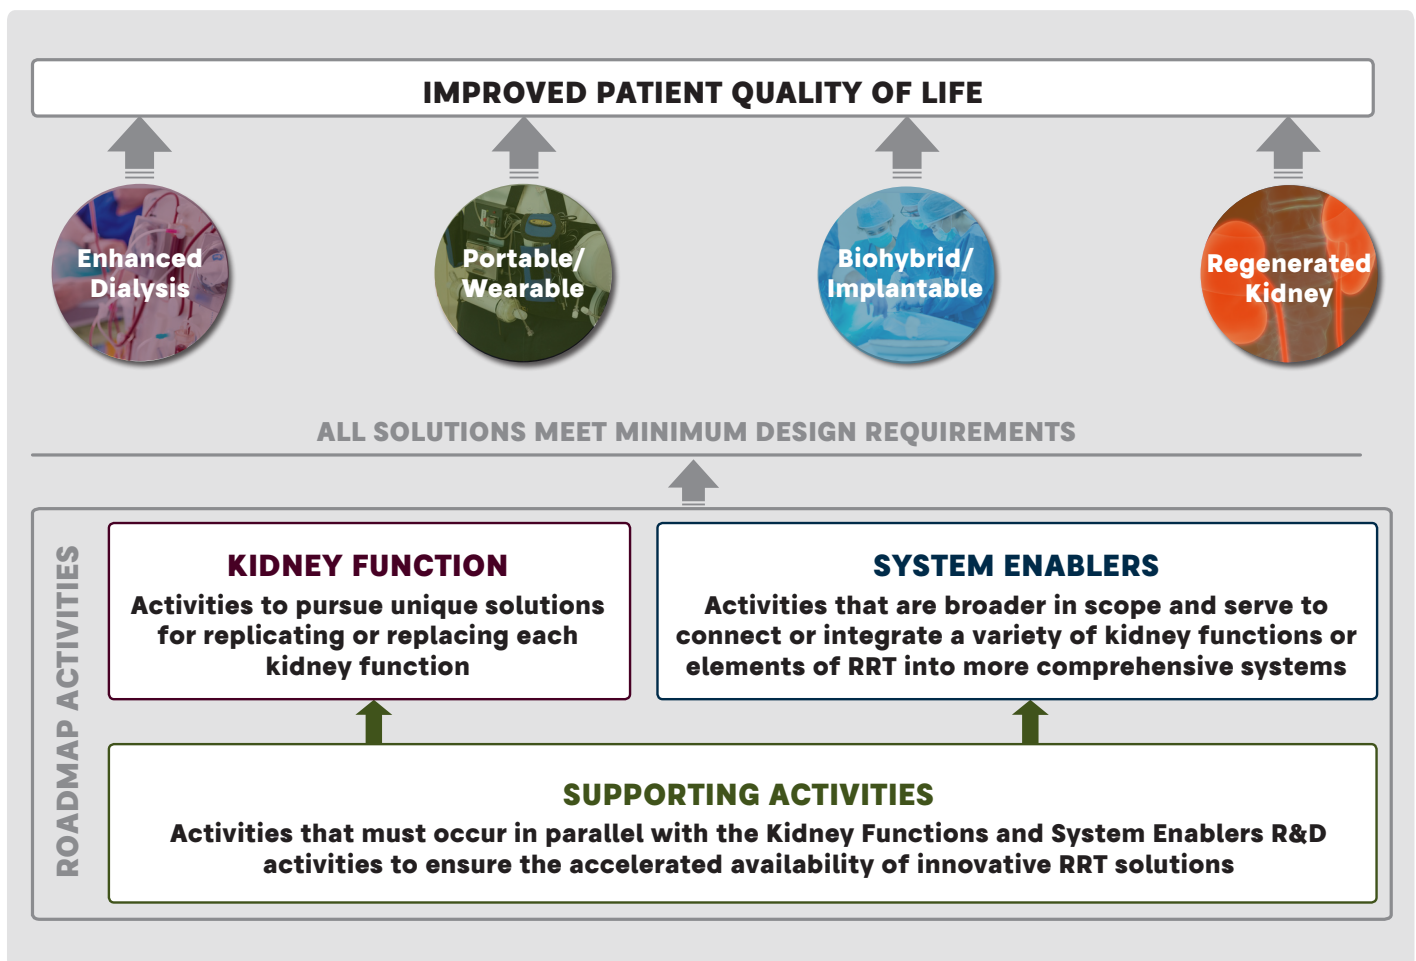 IMPROVED PATIENT QUALITY OF LIFE
Enhanced
Dialysis
Portable/
Wearable
Biohybrid/
Implantable
Regenerated
Kidney
ALL SOLUTIONS MEET MINIMUM DESIGN REQUIREMENTS
ROADMAP ACTIVITIES
KIDNEY FUNCTION
Activities to pursue unique solutions
for replicating or replacing each
kidney function
SYSTEM ENABLERS
Activities that are broader in scope and serve to
connect or integrate a variety of kidney functions or
elements of RRT into more comprehensive systems
SUPPORTING ACTIVITIES
Activities that must occur in parallel with the Kidney Functions and System Enablers R&D
activities to ensure the accelerated availability of innovative RRT solutions